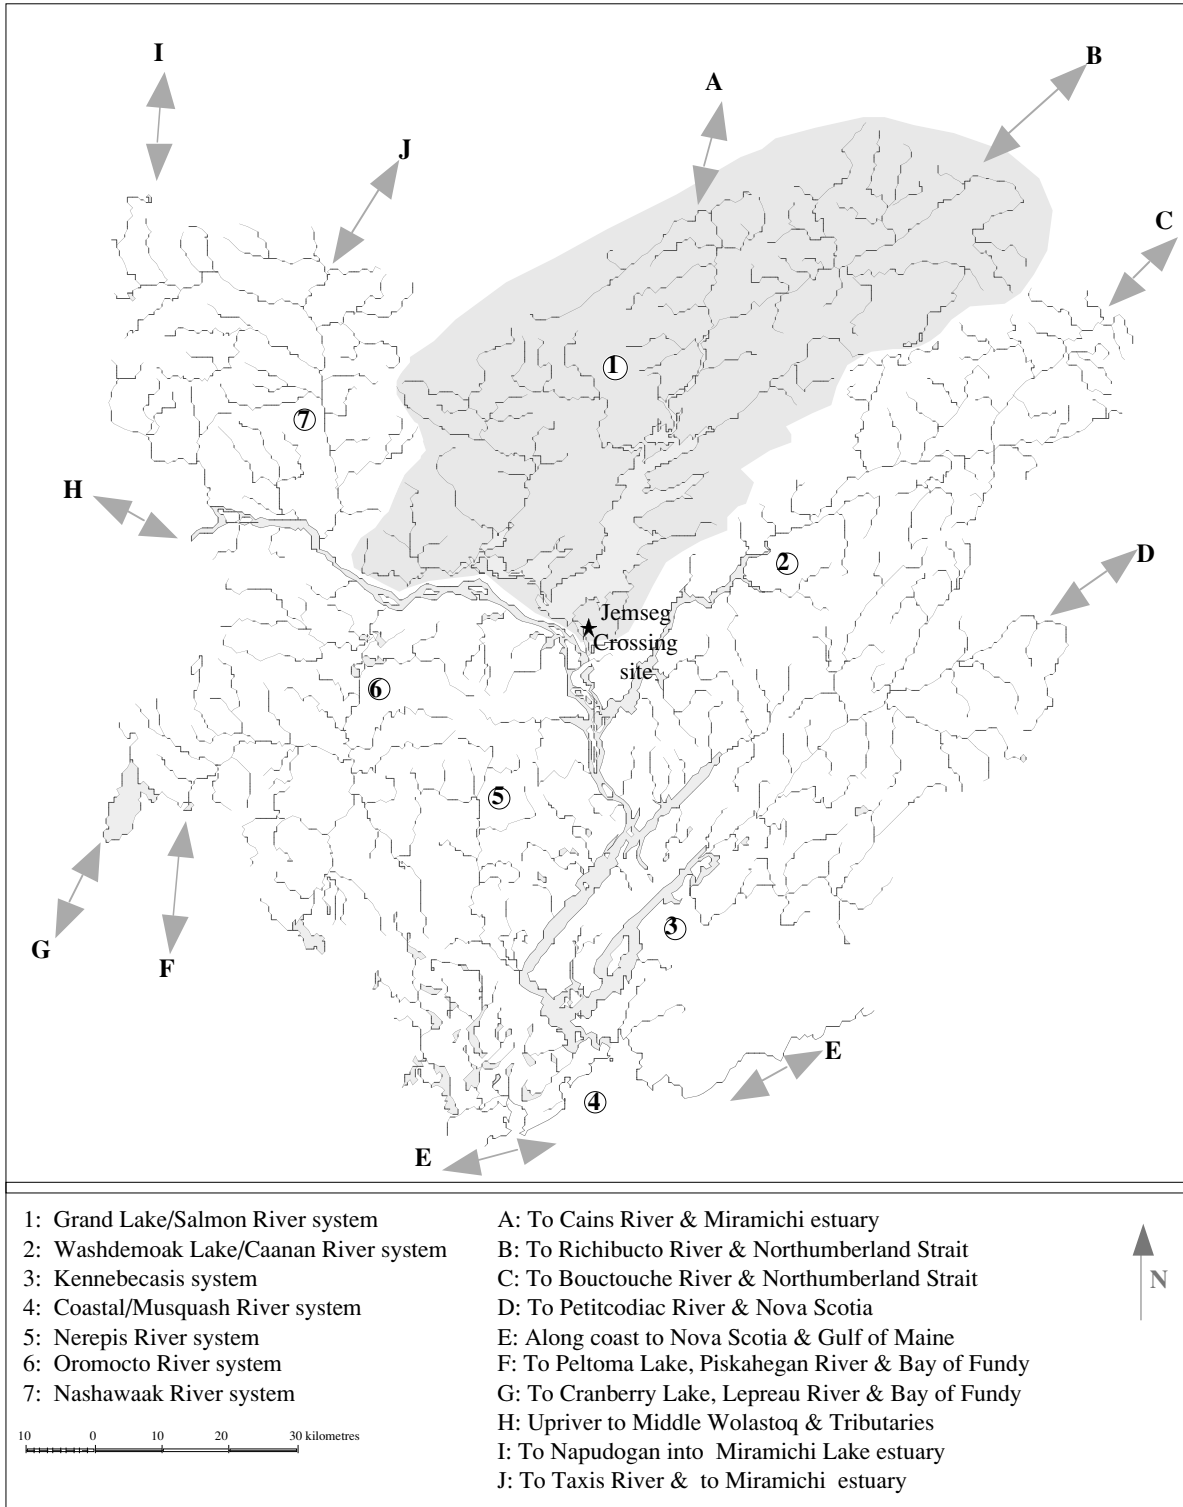 I
A
B
J
C
1
7
H
2
D
Jemseg
Crossing
site
6
5
3
G
F
E
4
E
1: Grand Lake/Salmon River system
2: Washdemoak Lake/Caanan River system
3: Kennebecasis system
4: Coastal/Musquash River system
5: Nerepis River system
6: Oromocto River system
7: Nashawaak River system
10 0 10 20 30 kilometres
A: To Cains River & Miramichi estuary
B: To Richibucto River & Northumberland Strait
C: To Bouctouche River & Northumberland Strait
D: To Petitcodiac River & Nova Scotia
E: Along coast to Nova Scotia & Gulf of Maine
F: To Peltoma Lake, Piskahegan River & Bay of Fundy
G: To Cranberry Lake, Lepreau River & Bay of Fundy
H: Upriver to Middle Wolastoq & Tributaries
I: To Napudogan into Miramichi Lake estuary
J: To Taxis River & to Miramichi estuary
N